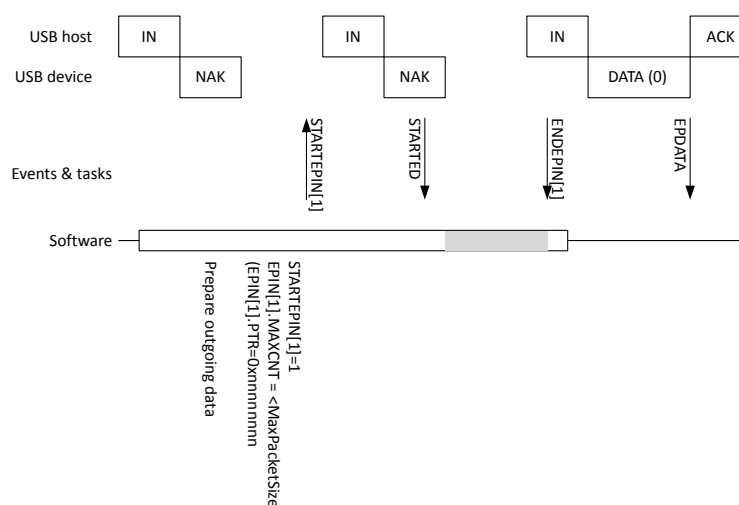 USB host IN IN IN ACK
USB device NAK NAK DATA (0)
Events & tasks
STARTEPIN[1]
STARTED
ENDEPIN[1]
EPDATA
Software
Prepare outgoing data
(EPIN[1].PTR=0xnnnnnnnn
EPIN[1].MAXCNT = <MaxPacketSize
STARTEPIN[1]=1